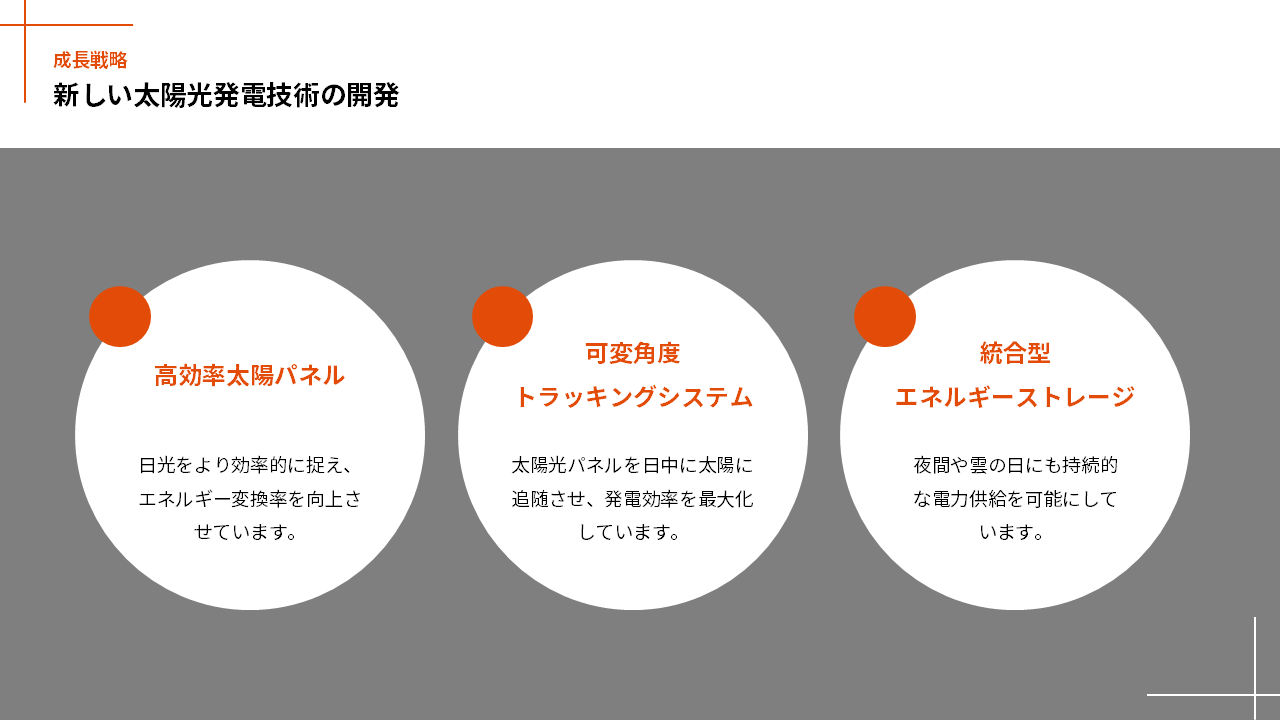 成長戦略
新しい太陽光発電技術の開発
高効率太陽パネル
日光をより効率的に捉え、
エネルギー変換率を向上さ
せています。
可変角度
トラッキングシステム
太陽光パネルを日中に太陽に
追随させ、発電効率を最大化
しています。
統合型
エネルギーストレージ
夜間や雲の日にも持続的
な電力供給を可能にして
います。